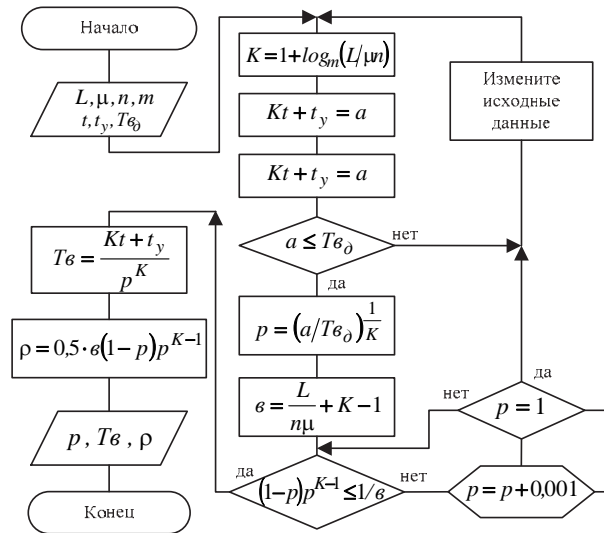 Начало
L, μ, n, m
t, t_y, Tв_д
K = 1 + log_m(L/μn)
Kt + t_y = a
Kt + t_y = a
a ≤ Tв_д
нет
да
Измените
исходные
данные
p = (a/Tв_д)^{1/K}
в = L/(nμ) + K − 1
(1−p)p^{K−1} ≤ 1/в
да
нет
p = p + 0,001
p = 1
нет
да
Tв = (Kt + t_y)/p^K
ρ = 0,5 · в(1−p)p^{K−1}
p, Tв, ρ
Конец